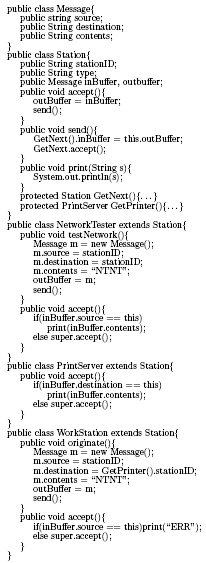 public class Message{
public string source;
public String destination;
public String contents;
}
public class Station{
public String stationID;
public String type;
public Message inBuffer, outbuffer;
public void accept(){
outBuffer = inBuffer;
send();
}
public void send(){
GetNext().inBuffer = this.outBuffer;
GetNext.accept();
}
public void print(String s){
System.out.println(s);
}
protected Station GetNext(){...}
protected PrintServer GetPrinter(){...}
}
public class NetworkTester extends Station{
public void testNetwork(){
Message m = new Message();
m.source = stationID;
m.destination = stationID;
m.contents = “NTNT”;
outBuffer = m;
send();
}
public void accept(){
if(inBuffer.source == this)
print(inBuffer.contents);
else super.accept();
}
}
public class PrintServer extends Station{
public void accept(){
if(inBuffer.destination == this)
print(inBuffer.contents);
else super.accept();
}
}
public class WorkStation extends Station{
public void originate(){
Message m = new Message();
m.source = stationID;
m.destination = GetPrinter().stationID;
m.contents = “NTNT”;
outBuffer = m;
send();
}
public void accept(){
if(inBuffer.source == this)print(“ERR”);
else super.accept();
}
}